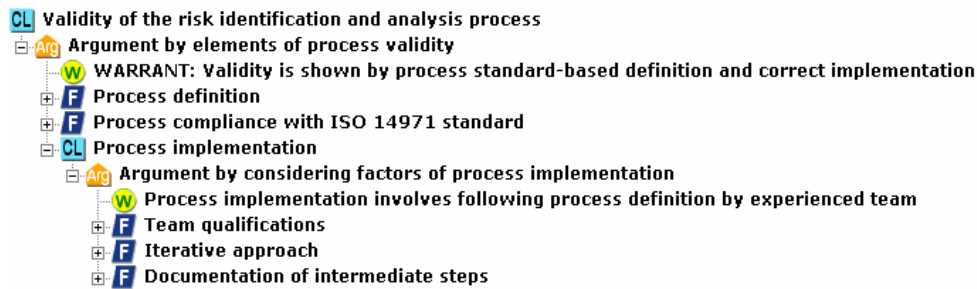 CL Validity of the risk identification and analysis process
Arg Argument by elements of process validity
W WARRANT: Validity is shown by process standard-based definition and correct implementation
F Process definition
F Process compliance with ISO 14971 standard
CL Process implementation
Arg Argument by considering factors of process implementation
W Process implementation involves following process definition by experienced team
F Team qualifications
F Iterative approach
F Documentation of intermediate steps